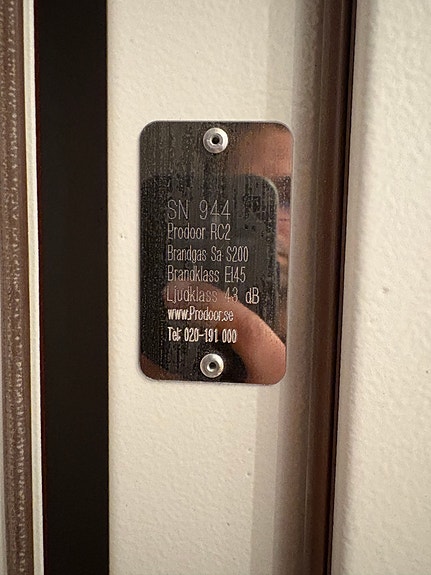 SN 944
Prodoor RC2
Brandgas Sa S200
Brandklass EI45
Ljudklass 43 dB
www.Prodoor.se
Tel: 020-191 000